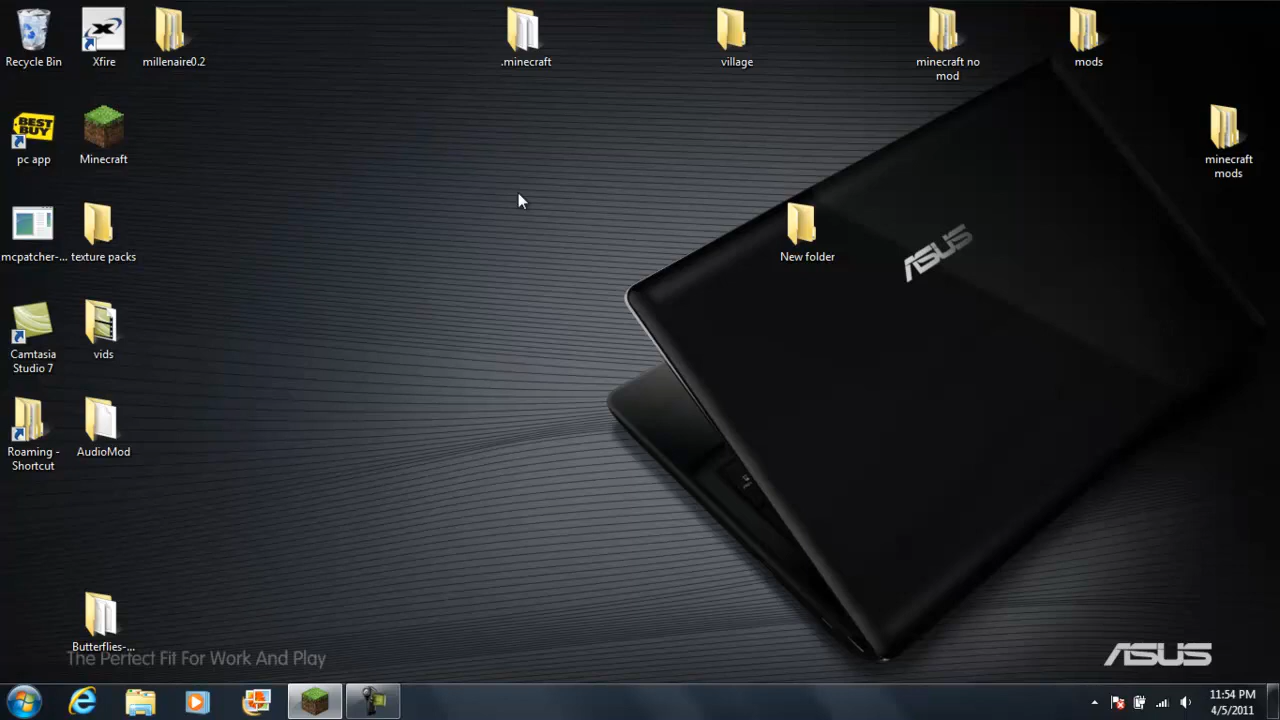 Recycle Bin
Xfire
millenaire0.2
.minecraft
village
minecraft no
mod
mods
BEST
BUY
pc app
Minecraft
minecraft
mods
mcpatcher-...
texture packs
New folder
ASUS
Camtasia
Studio 7
vids
Roaming -
Shortcut
AudioMod
Butterflies-...
The Perfect Fit For Work And Play
ASUS
11:54 PM
4/5/2011